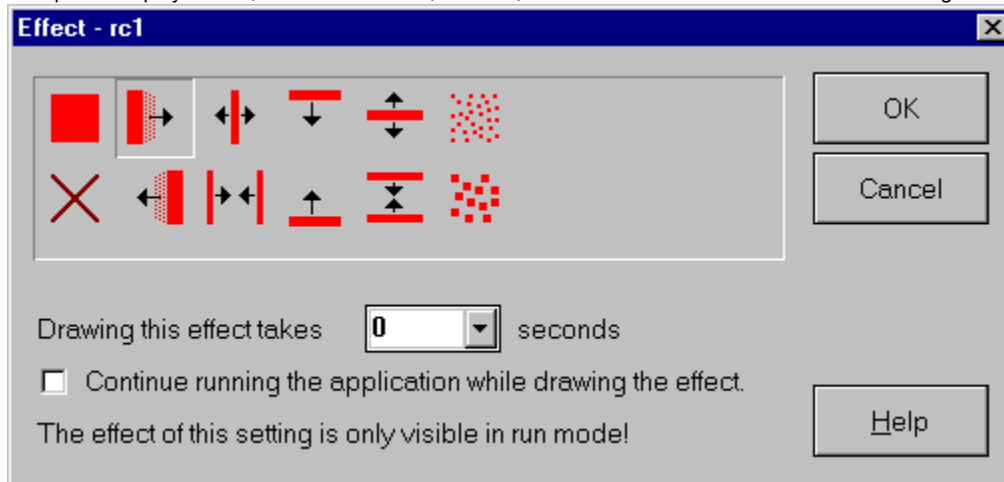 Effect - rc1
OK
Cancel
Drawing this effect takes 0 seconds
Continue running the application while drawing the effect.
The effect of this setting is only visible in run mode!
Help